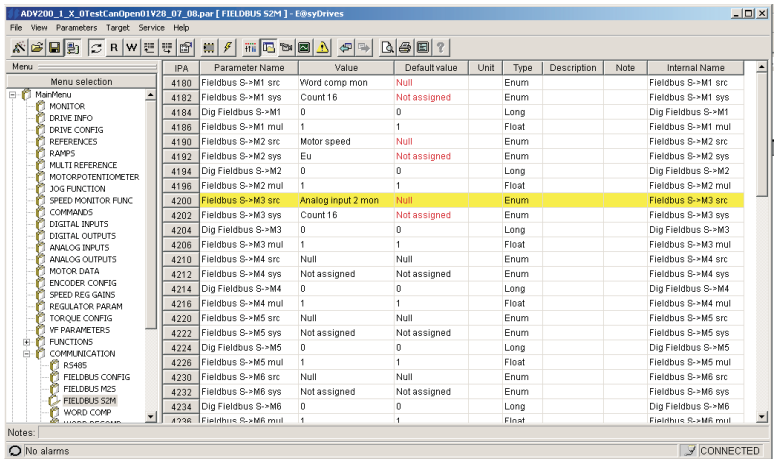 ADV200_1_X_0TestCanOpen01V28_07_08.par [ FIELDBUS S2M ] - E@syDrives
File View Parameters Target Service Help
R W ?
Menu
Menu selection
MainMenu
MONITOR
DRIVE INFO
DRIVE CONFIG
REFERENCES
RAMPS
MULTI REFERENCE
MOTORPOTENTIOMETER
JOG FUNCTION
SPEED MONITOR FUNC
COMMANDS
DIGITAL INPUTS
DIGITAL OUTPUTS
ANALOG INPUTS
ANALOG OUTPUTS
MOTOR DATA
ENCODER CONFIG
SPEED REG GAINS
REGULATOR PARAM
TORQUE CONFIG
VF PARAMETERS
FUNCTIONS
COMMUNICATION
RS485
FIELDBUS CONFIG
FIELDBUS M2S
FIELDBUS S2M
WORD COMP
WORD DECOMP
IPA Parameter Name Value Default value Unit Type Description Note Internal Name
4180 Fieldbus S->M1 src Word comp mon Null Enum Fieldbus S->M1 src
4182 Fieldbus S->M1 sys Count 16 Not assigned Enum Fieldbus S->M1 sys
4184 Dig Fieldbus S->M1 0 0 Long Dig Fieldbus S->M1
4186 Fieldbus S->M1 mul 1 1 Float Fieldbus S->M1 mul
4190 Fieldbus S->M2 src Motor speed Null Enum Fieldbus S->M2 src
4192 Fieldbus S->M2 sys Eu Not assigned Enum Fieldbus S->M2 sys
4194 Dig Fieldbus S->M2 0 0 Long Dig Fieldbus S->M2
4196 Fieldbus S->M2 mul 1 1 Float Fieldbus S->M2 mul
4200 Fieldbus S->M3 src Analog input 2 mon Null Enum Fieldbus S->M3 src
4202 Fieldbus S->M3 sys Count 16 Not assigned Enum Fieldbus S->M3 sys
4204 Dig Fieldbus S->M3 0 0 Long Dig Fieldbus S->M3
4206 Fieldbus S->M3 mul 1 1 Float Fieldbus S->M3 mul
4210 Fieldbus S->M4 src Null Null Enum Fieldbus S->M4 src
4212 Fieldbus S->M4 sys Not assigned Not assigned Enum Fieldbus S->M4 sys
4214 Dig Fieldbus S->M4 0 0 Long Dig Fieldbus S->M4
4216 Fieldbus S->M4 mul 1 1 Float Fieldbus S->M4 mul
4220 Fieldbus S->M5 src Null Null Enum Fieldbus S->M5 src
4222 Fieldbus S->M5 sys Not assigned Not assigned Enum Fieldbus S->M5 sys
4224 Dig Fieldbus S->M5 0 0 Long Dig Fieldbus S->M5
4226 Fieldbus S->M5 mul 1 1 Float Fieldbus S->M5 mul
4230 Fieldbus S->M6 src Null Null Enum Fieldbus S->M6 src
4232 Fieldbus S->M6 sys Not assigned Not assigned Enum Fieldbus S->M6 sys
4234 Dig Fieldbus S->M6 0 0 Long Dig Fieldbus S->M6
4236 Fieldbus S->M6 mul 1 1 Float Fieldbus S->M6 mul
Notes:
No alarms CONNECTED